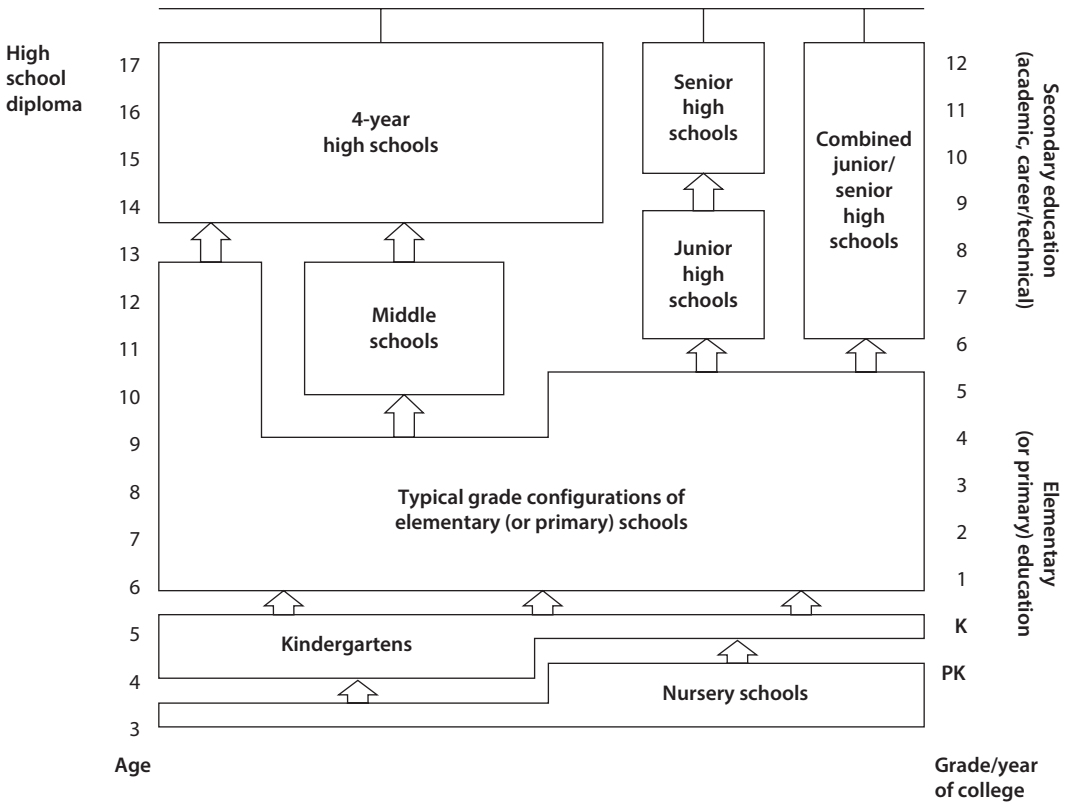 High
school
diploma
17
16
15
14
13
12
11
10
9
8
7
6
5
4
3
Age
4-year
high schools
Middle
schools
Senior
high
schools
Junior
high
schools
Combined
junior/
senior
high
schools
Typical grade configurations of
elementary (or primary) schools
Kindergartens
Nursery schools
12
11
10
9
8
7
6
5
4
3
2
1
K
PK
Grade/year
of college
Secondary education
(academic, career/technical)
Elementary
(or primary) education